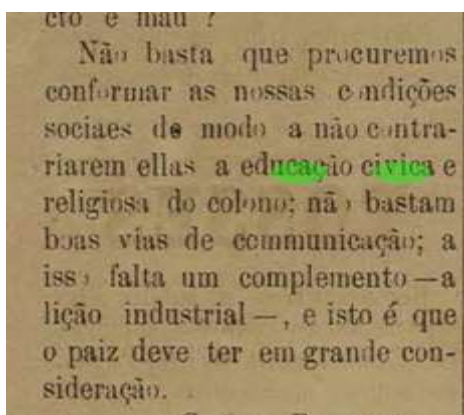 cto é mau ?
Não basta que procuremos
conformar as nossas condições
sociaes de modo a não contra-
riarem ellas a educação civica e
religiosa do colono; não bastam
boas vias de communicação; a
isso falta um complemento—a
lição industrial—, e isto é que
o paiz deve ter em grande con-
sideração.